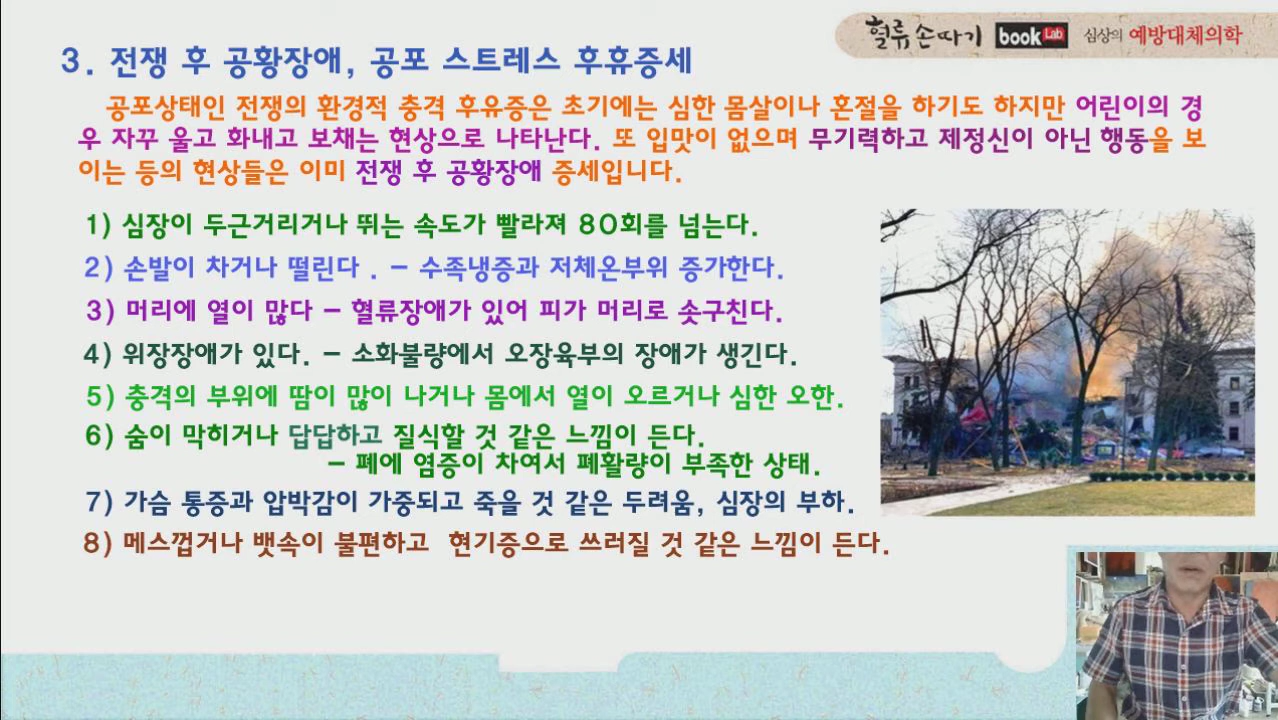 혈류 손따기 book Lab 심상의 예방대체의학
3. 전쟁 후 공황장애, 공포 스트레스 후휴증세
공포상태인 전쟁의 환경적 충격 후유증은 초기에는 심한 몸살이나 혼절을 하기도 하지만 어린이의 경
우 자꾸 울고 화내고 보채는 현상으로 나타난다. 또 입맛이 없으며 무기력하고 제정신이 아닌 행동을 보
이는 등의 현상들은 이미 전쟁 후 공황장애 증세입니다.
1) 심장이 두근거리거나 뛰는 속도가 빨라져 80회를 넘는다.
2) 손발이 차거나 떨린다 . - 수족냉증과 저체온부위 증가한다.
3) 머리에 열이 많다 - 혈류장애가 있어 피가 머리로 솟구친다.
4) 위장장애가 있다. - 소화불량에서 오장육부의 장애가 생긴다.
5) 충격의 부위에 땀이 많이 나거나 몸에서 열이 오르거나 심한 오한.
6) 숨이 막히거나 답답하고 질식할 것 같은 느낌이 든다.
- 폐에 염증이 차여서 폐활량이 부족한 상태.
7) 가슴 통증과 압박감이 가중되고 죽을 것 같은 두려움, 심장의 부하.
8) 메스껍거나 뱃속이 불편하고 현기증으로 쓰러질 것 같은 느낌이 든다.